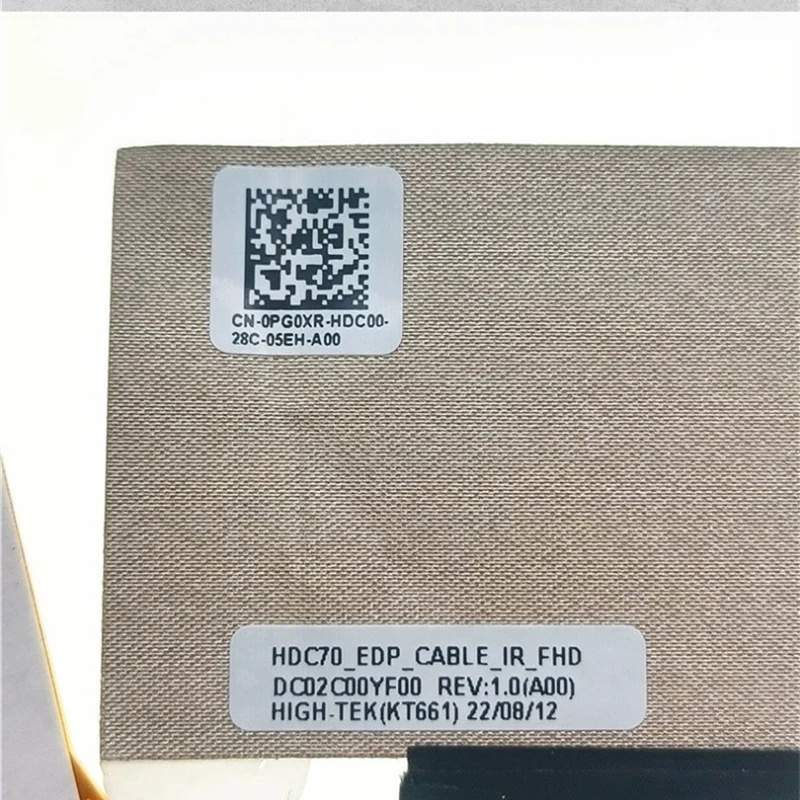 CN-0PG0XR-HDC00-
28C-05EH-A00
HDC70_EDP_CABLE_IR_FHD
DC02C00YF00 REV:1.0(A00)
HIGH-TEK(KT661) 22/08/12